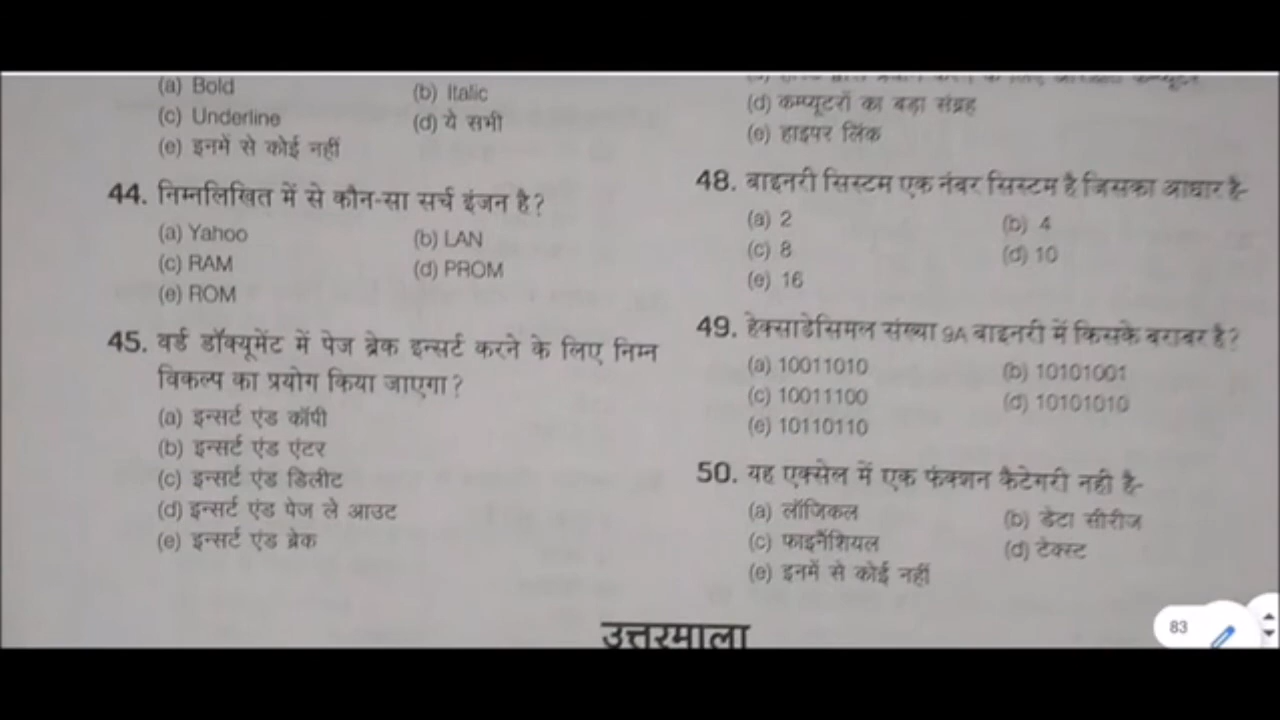 (a) Bold
(b) Italic
(c) Underline
(d) ये सभी
(e) इनमें से कोई नहीं
44. निम्नलिखित में से कौन-सा सर्च इंजन है?
(a) Yahoo
(b) LAN
(c) RAM
(d) PROM
(e) ROM
45. वर्ड डॉक्यूमेंट में पेज ब्रेक इन्सर्ट करने के लिए निम्न
विकल्प का प्रयोग किया जाएगा?
(a) इन्सर्ट एंड कॉपी
(b) इन्सर्ट एंड एंटर
(c) इन्सर्ट एंड डिलीट
(d) इन्सर्ट एंड पेज ले आउट
(e) इन्सर्ट एंड ब्रेक
(d) कम्प्यूटरों का बड़ा संग्रह
(e) हाइपर लिंक
48. बाइनरी सिस्टम एक नंबर सिस्टम है जिसका आधार है-
(a) 2
(b) 4
(c) 8
(d) 10
(e) 16
49. हेक्साडेसिमल संख्या 9A बाइनरी में किसके बराबर है?
(a) 10011010
(b) 10101001
(c) 10011100
(d) 10101010
(e) 10110110
50. यह एक्सेल में एक फंक्शन कैटेगरी नही है-
(a) लॉजिकल
(b) डेटा सीरीज
(c) फाइनैंशियल
(d) टेक्स्ट
(e) इनमें से कोई नहीं
उत्तरमाला
83